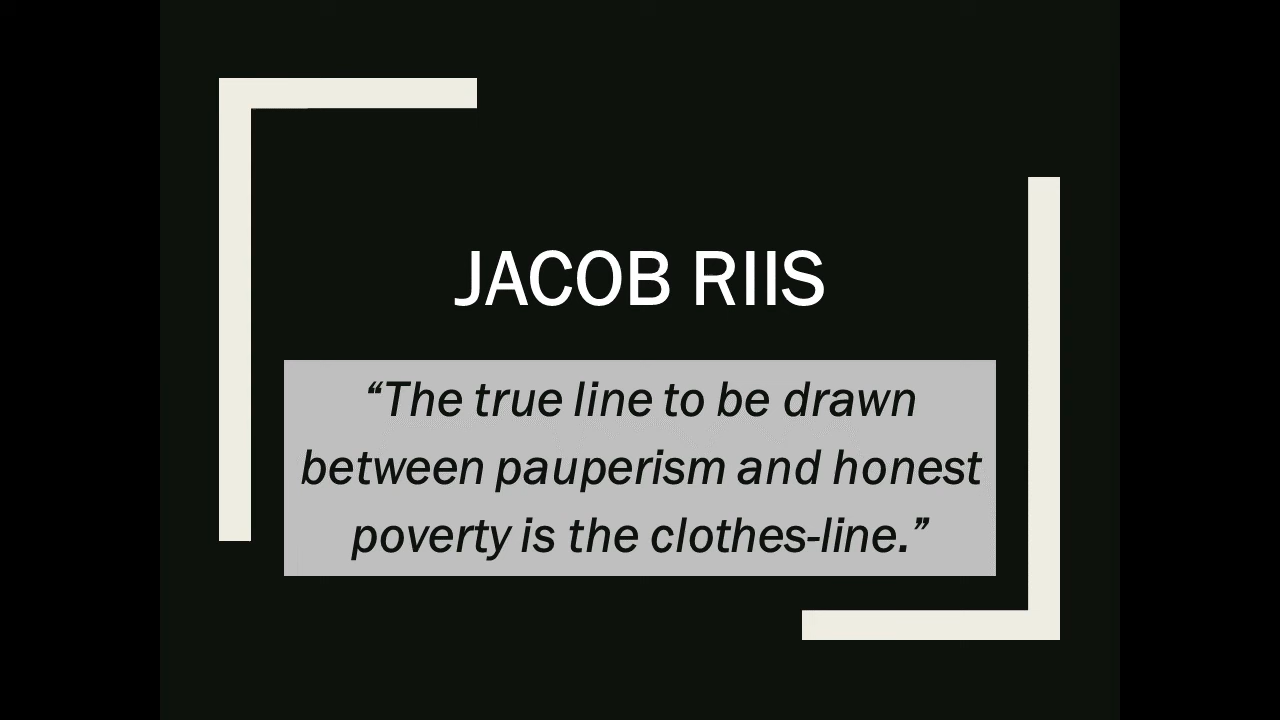 JACOB RIIS
“The true line to be drawn
between pauperism and honest
poverty is the clothes-line.”